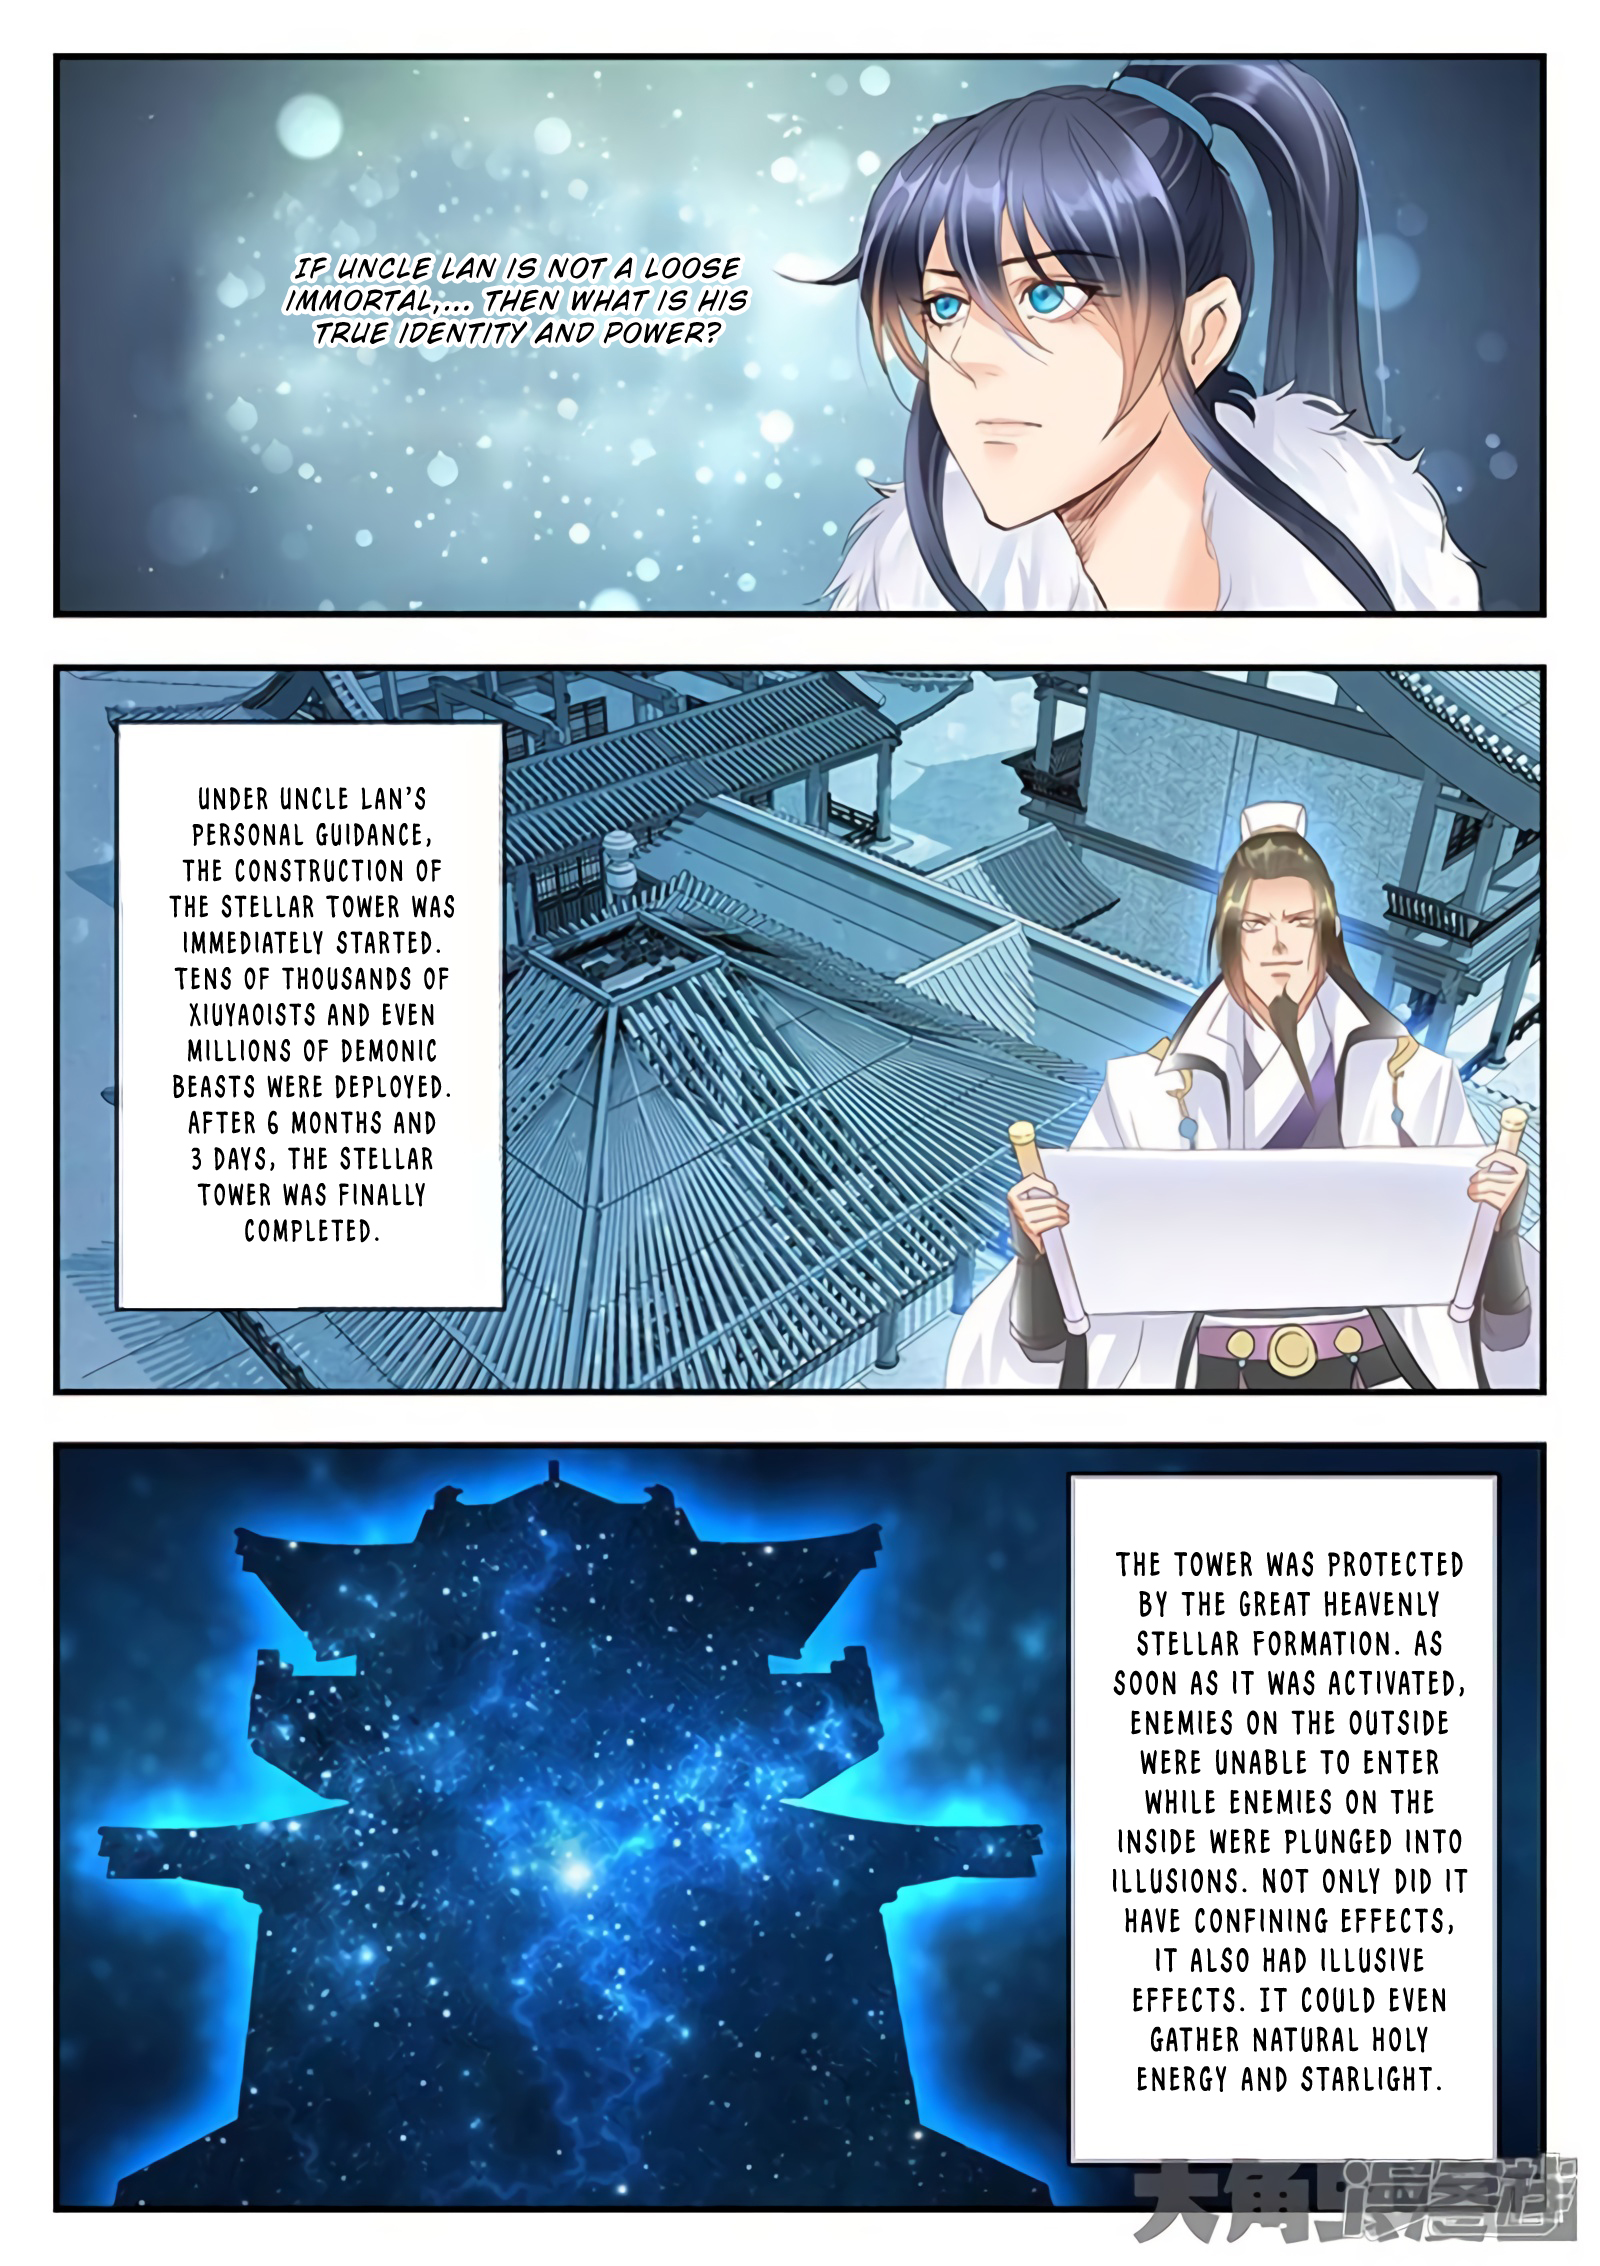 IF UNCLE LAN IS NOT A LOOSE
IMMORTAL,... THEN WHAT IS HIS
TRUE IDENTITY AND POWER?
UNDER UNCLE LAN'S
PERSONAL GUIDANCE,
THE CONSTRUCTION OF
THE STELLAR TOWER WAS
IMMEDIATELY STARTED.
TENS OF THOUSANDS OF
XIUYAOISTS AND EVEN
MILLIONS OF DEMONIC
BEASTS WERE DEPLOYED.
AFTER 6 MONTHS AND
3 DAYS, THE STELLAR
TOWER WAS FINALLY
COMPLETED.
THE TOWER WAS PROTECTED
BY THE GREAT HEAVENLY
STELLAR FORMATION. AS
SOON AS IT WAS ACTIVATED,
ENEMIES ON THE OUTSIDE
WERE UNABLE TO ENTER
WHILE ENEMIES ON THE
INSIDE WERE PLUNGED INTO
ILLUSIONS. NOT ONLY DID IT
HAVE CONFINING EFFECTS,
IT ALSO HAD ILLUSIVE
EFFECTS. IT COULD EVEN
GATHER NATURAL HOLY
ENERGY AND STARLIGHT.
大角虫漫画